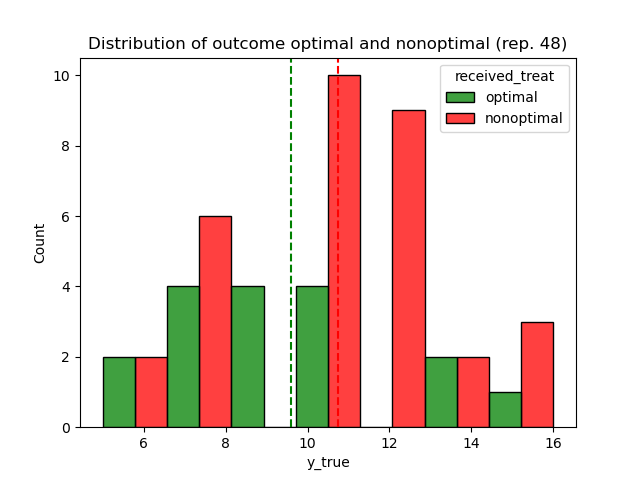 Distribution of outcome optimal and nonoptimal (rep. 48)
received_treat
optimal
nonoptimal
10
8
6
4
2
0
Count
6 8 10 12 14 16
y_true